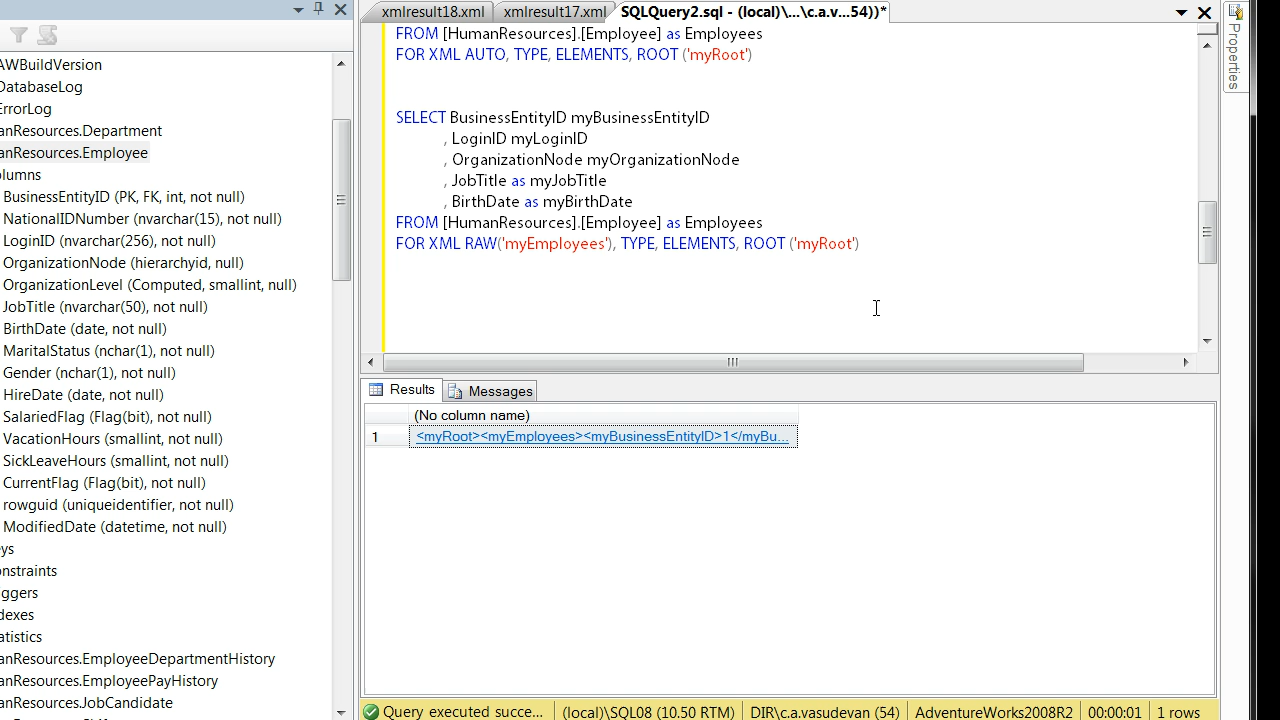 xmlresult18.xml
xmlresult17.xml
SQLQuery2.sql - (local)\...\c.a.v...54))*
Properties
AWBuildVersion
DatabaseLog
ErrorLog
anResources.Department
anResources.Employee
olumns
BusinessEntityID (PK, FK, int, not null)
NationalIDNumber (nvarchar(15), not null)
LoginID (nvarchar(256), not null)
OrganizationNode (hierarchyid, null)
OrganizationLevel (Computed, smallint, null)
JobTitle (nvarchar(50), not null)
BirthDate (date, not null)
MaritalStatus (nchar(1), not null)
Gender (nchar(1), not null)
HireDate (date, not null)
SalariedFlag (Flag(bit), not null)
VacationHours (smallint, not null)
SickLeaveHours (smallint, not null)
CurrentFlag (Flag(bit), not null)
rowguid (uniqueidentifier, not null)
ModifiedDate (datetime, not null)
eys
onstraints
iggers
dexes
atistics
anResources.EmployeeDepartmentHistory
anResources.EmployeePayHistory
anResources.JobCandidate
FROM [HumanResources].[Employee] as Employees
FOR XML AUTO, TYPE, ELEMENTS, ROOT ('myRoot')
SELECT BusinessEntityID myBusinessEntityID
, LoginID myLoginID
, OrganizationNode myOrganizationNode
, JobTitle as myJobTitle
, BirthDate as myBirthDate
FROM [HumanResources].[Employee] as Employees
FOR XML RAW('myEmployees'), TYPE, ELEMENTS, ROOT ('myRoot')
Results
Messages
(No column name)
1 <myRoot><myEmployees><myBusinessEntityID>1</myBu...
Query executed succe...
(local)\SQL08 (10.50 RTM)
DIR\c.a.vasudevan (54)
AdventureWorks2008R2
00:00:01
1 rows